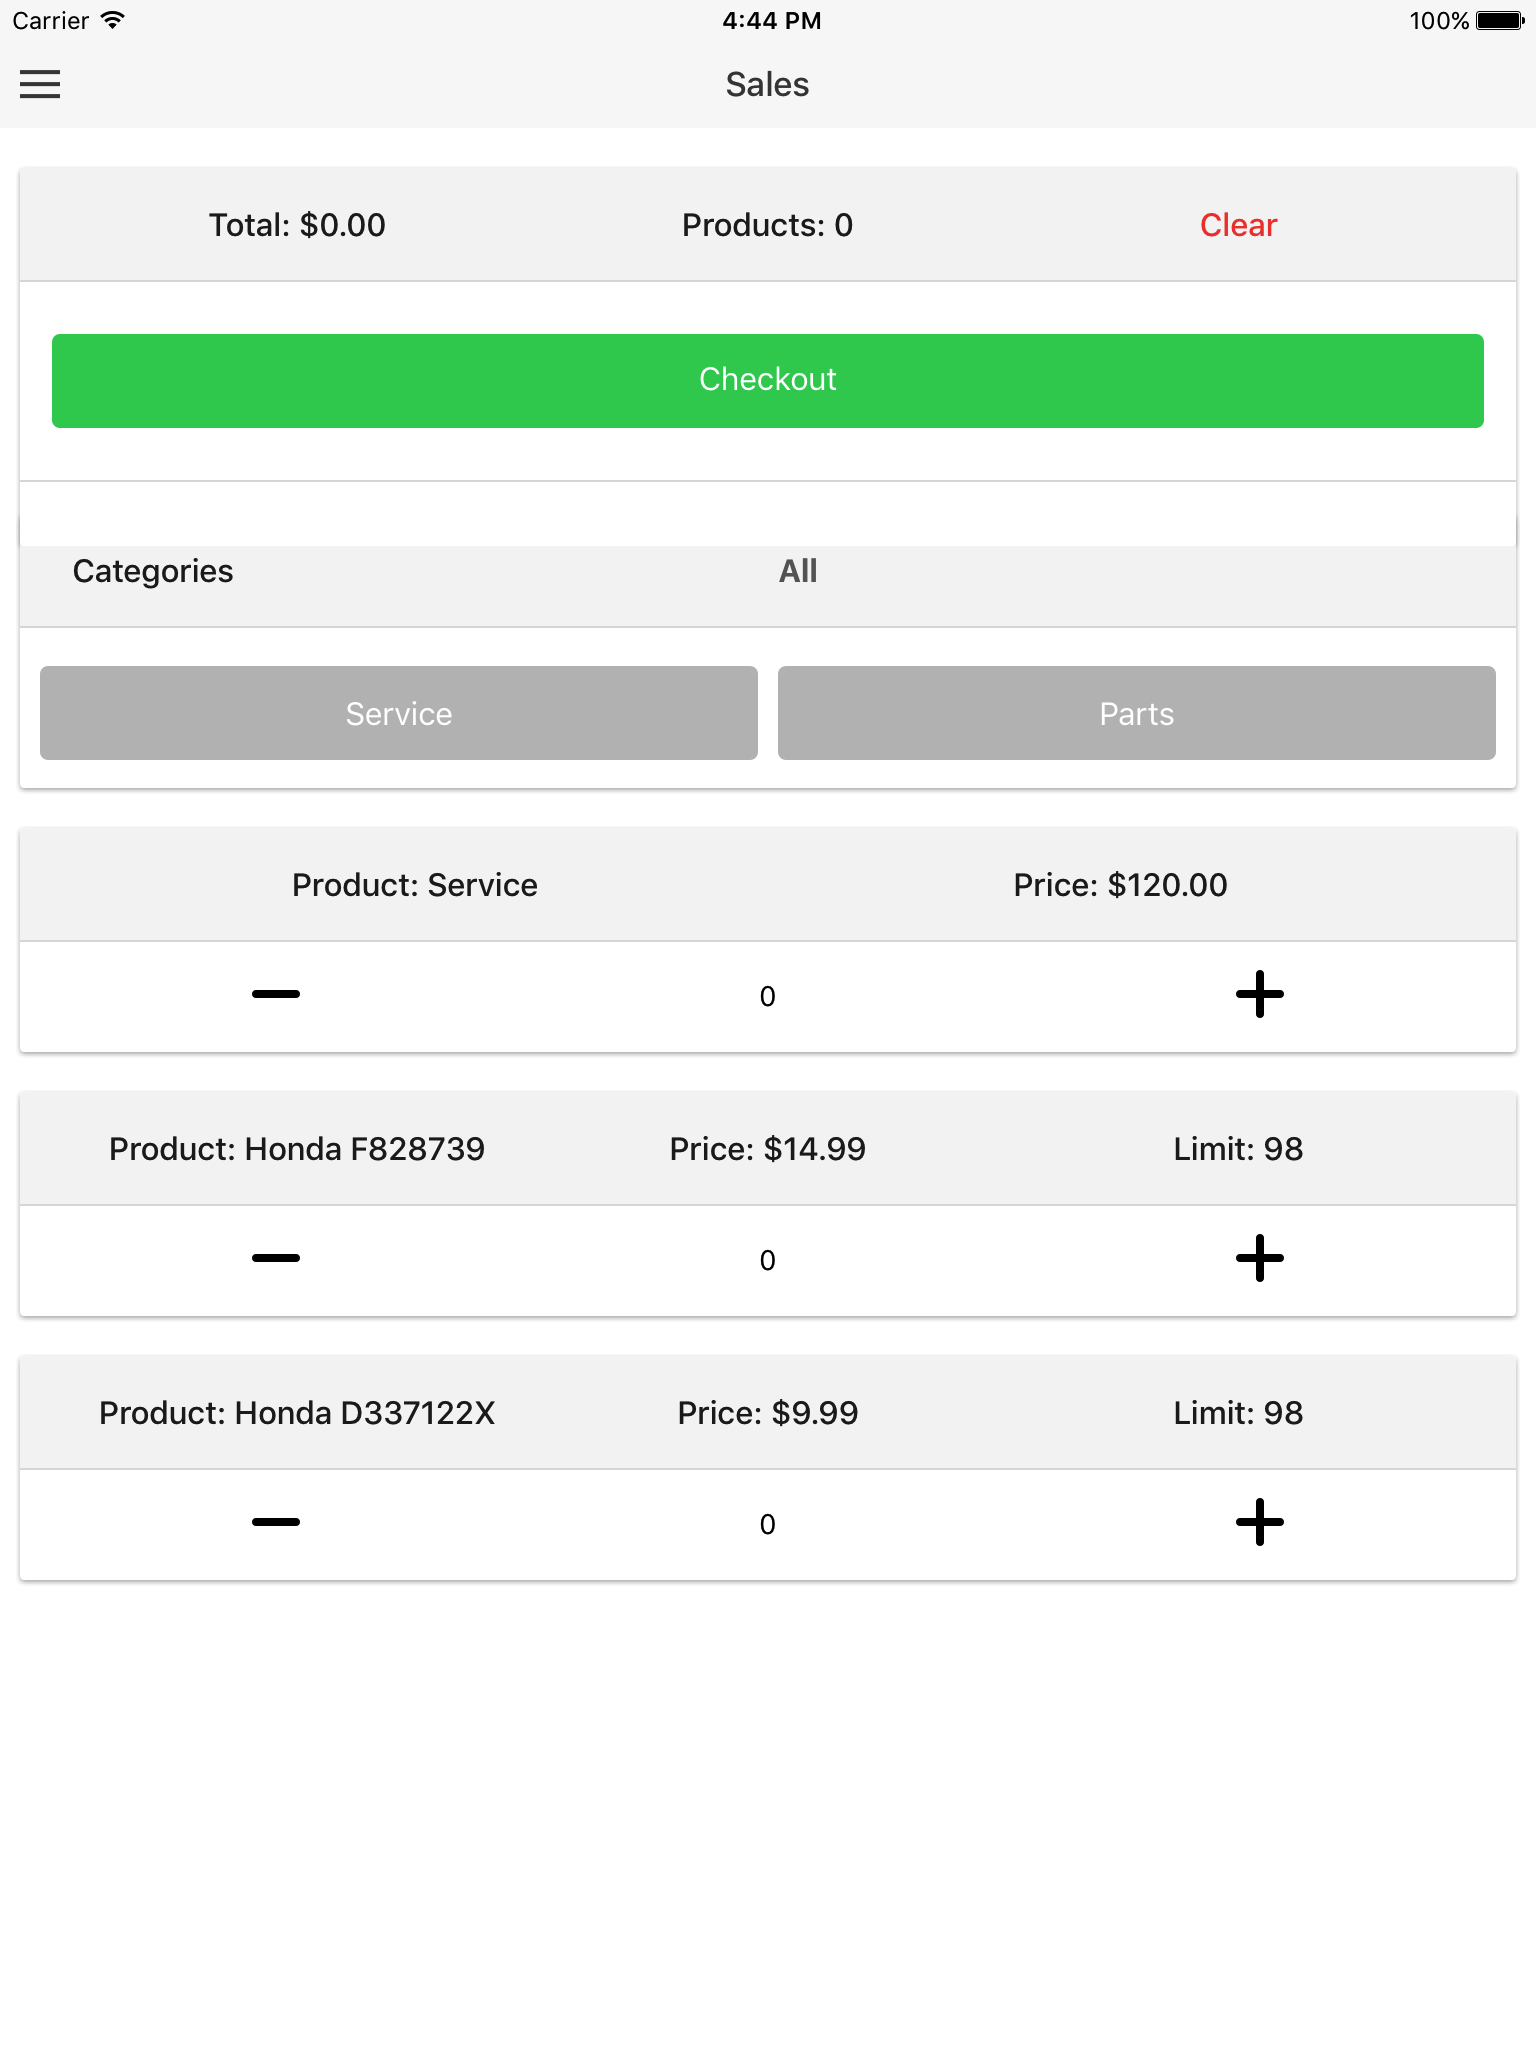 Carrier 4:44 PM 100%
Sales
Total: $0.00 Products: 0 Clear
Checkout
Categories All
Service Parts
Product: Service Price: $120.00
0
Product: Honda F828739 Price: $14.99 Limit: 98
0
Product: Honda D337122X Price: $9.99 Limit: 98
0